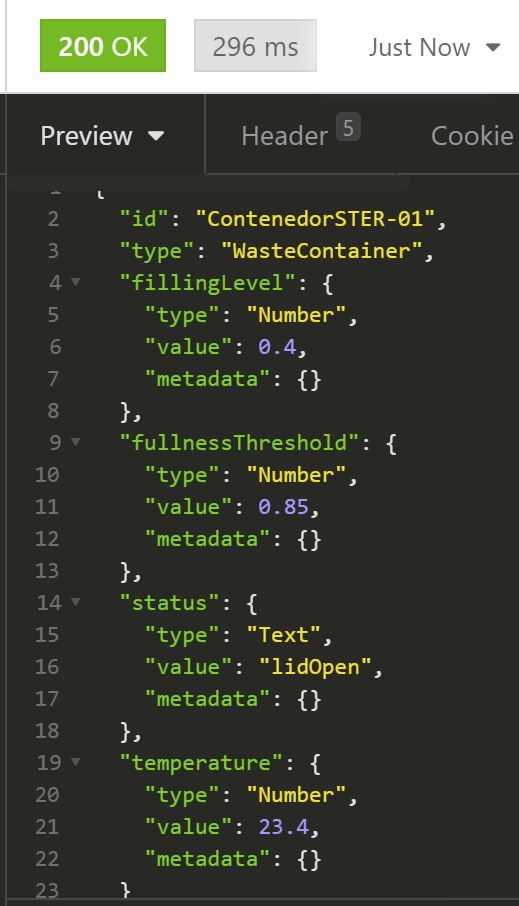 200 OK 296 ms Just Now
Preview Header 5 Cookie
1 {
2 "id": "ContenedorSTER-01",
3 "type": "WasteContainer",
4 "fillingLevel": {
5 "type": "Number",
6 "value": 0.4,
7 "metadata": {}
8 },
9 "fullnessThreshold": {
10 "type": "Number",
11 "value": 0.85,
12 "metadata": {}
13 },
14 "status": {
15 "type": "Text",
16 "value": "lidOpen",
17 "metadata": {}
18 },
19 "temperature": {
20 "type": "Number",
21 "value": 23.4,
22 "metadata": {}
23 }